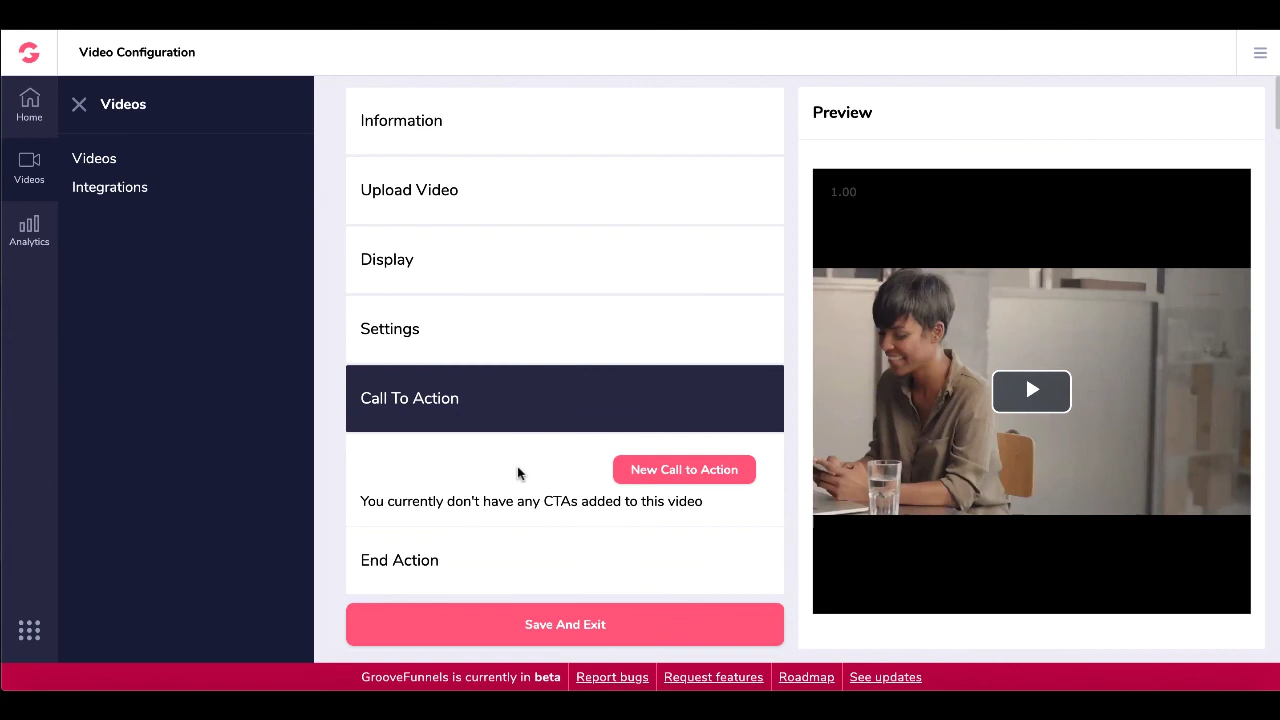 Video Configuration
Home
Videos
Analytics
Videos
Videos
Integrations
Information
Upload Video
Display
Settings
Call To Action
New Call to Action
You currently don't have any CTAs added to this video
End Action
Save And Exit
Preview
1.00
GrooveFunnels is currently in beta Report bugs Request features Roadmap See updates